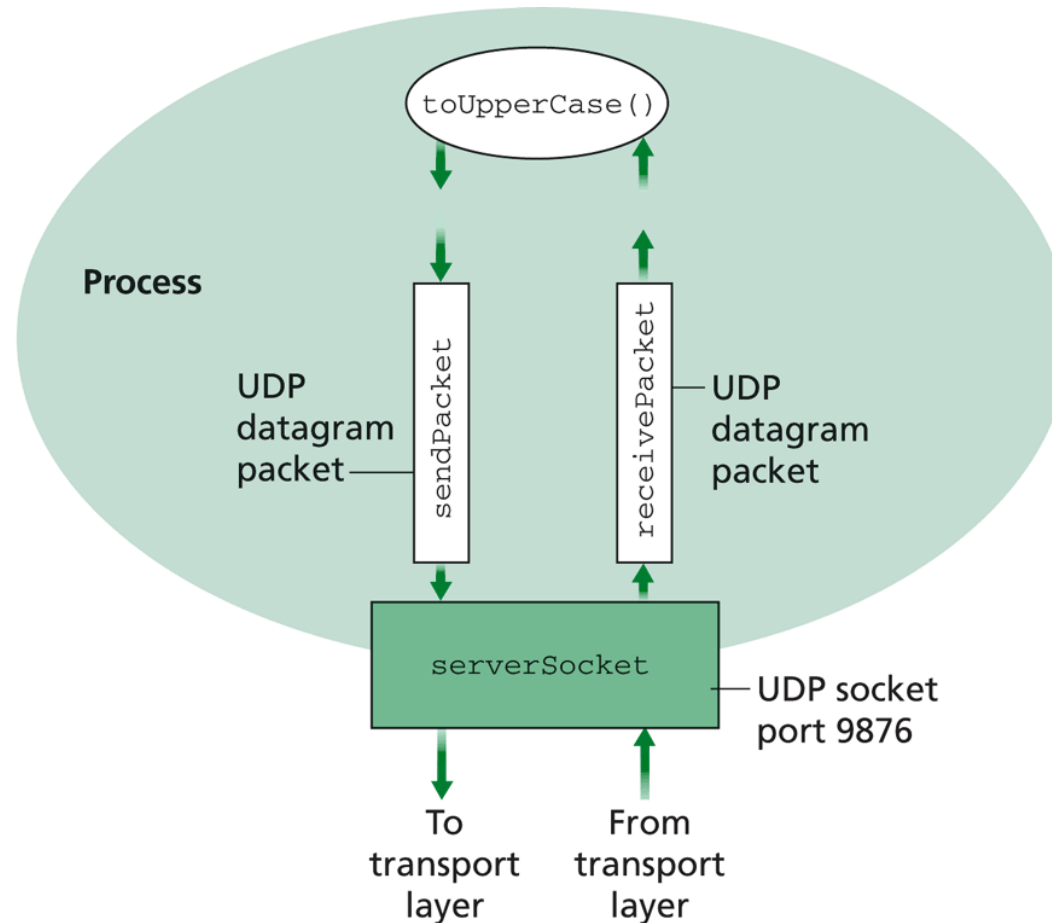 toUpperCase()
Process
UDP
datagram
packet
sendPacket
receivePacket
UDP
datagram
packet
serverSocket
UDP socket
port 9876
To
transport
layer
From
transport
layer